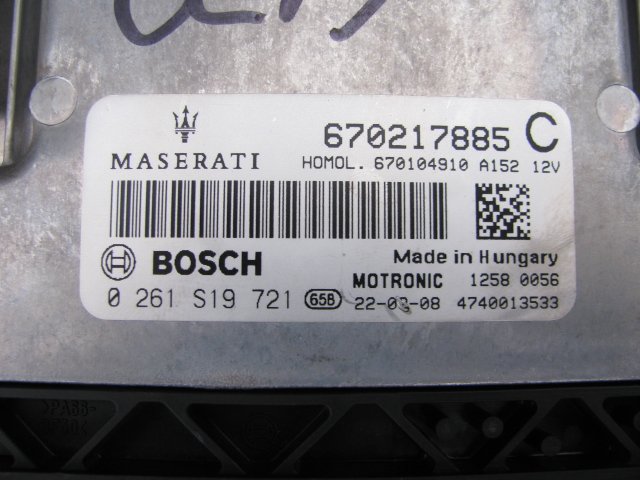 MASERATI
670217885 C
HOMOL. 670104910 A152 12V
BOSCH
Made in Hungary
MOTRONIC 1258 0056
0 261 S19 721 65B 22-03-08 4740013533